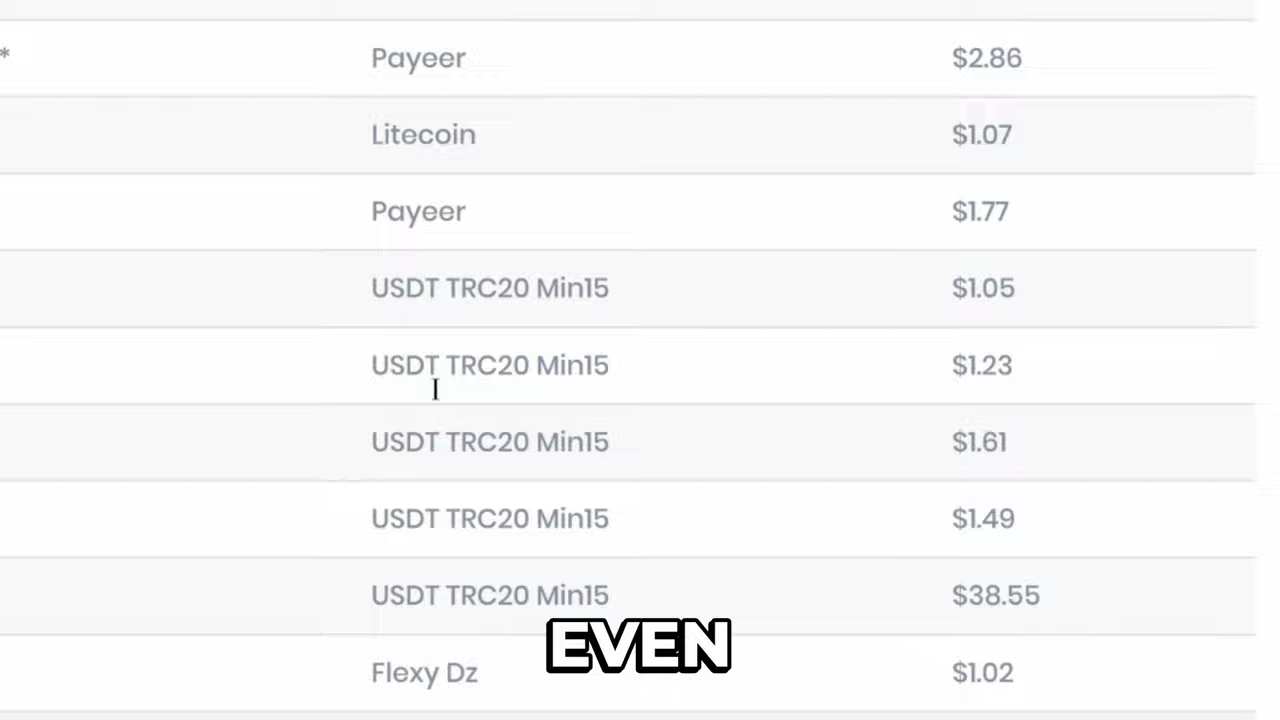 * Payeer $2.86
Litecoin $1.07
Payeer $1.77
USDT TRC20 Min15 $1.05
USDT TRC20 Min15 $1.23
USDT TRC20 Min15 $1.61
USDT TRC20 Min15 $1.49
USDT TRC20 Min15 $38.55
EVEN
Flexy Dz $1.02